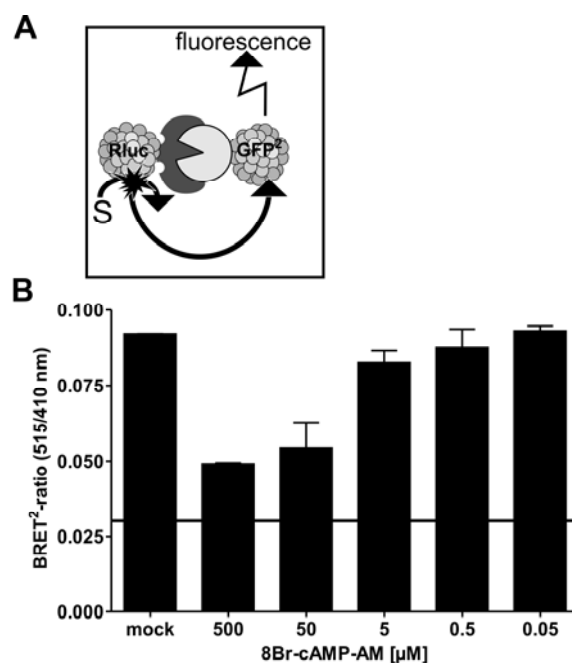 A
fluorescence
Rluc
GFP²
S
B
BRET²-ratio (515/410 nm)
0.100
0.075
0.050
0.025
0.000
mock 500 50 5 0.5 0.05
8Br-cAMP-AM [µM]